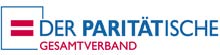 DER PARITÄTISCHE
GESAMTVERBAND